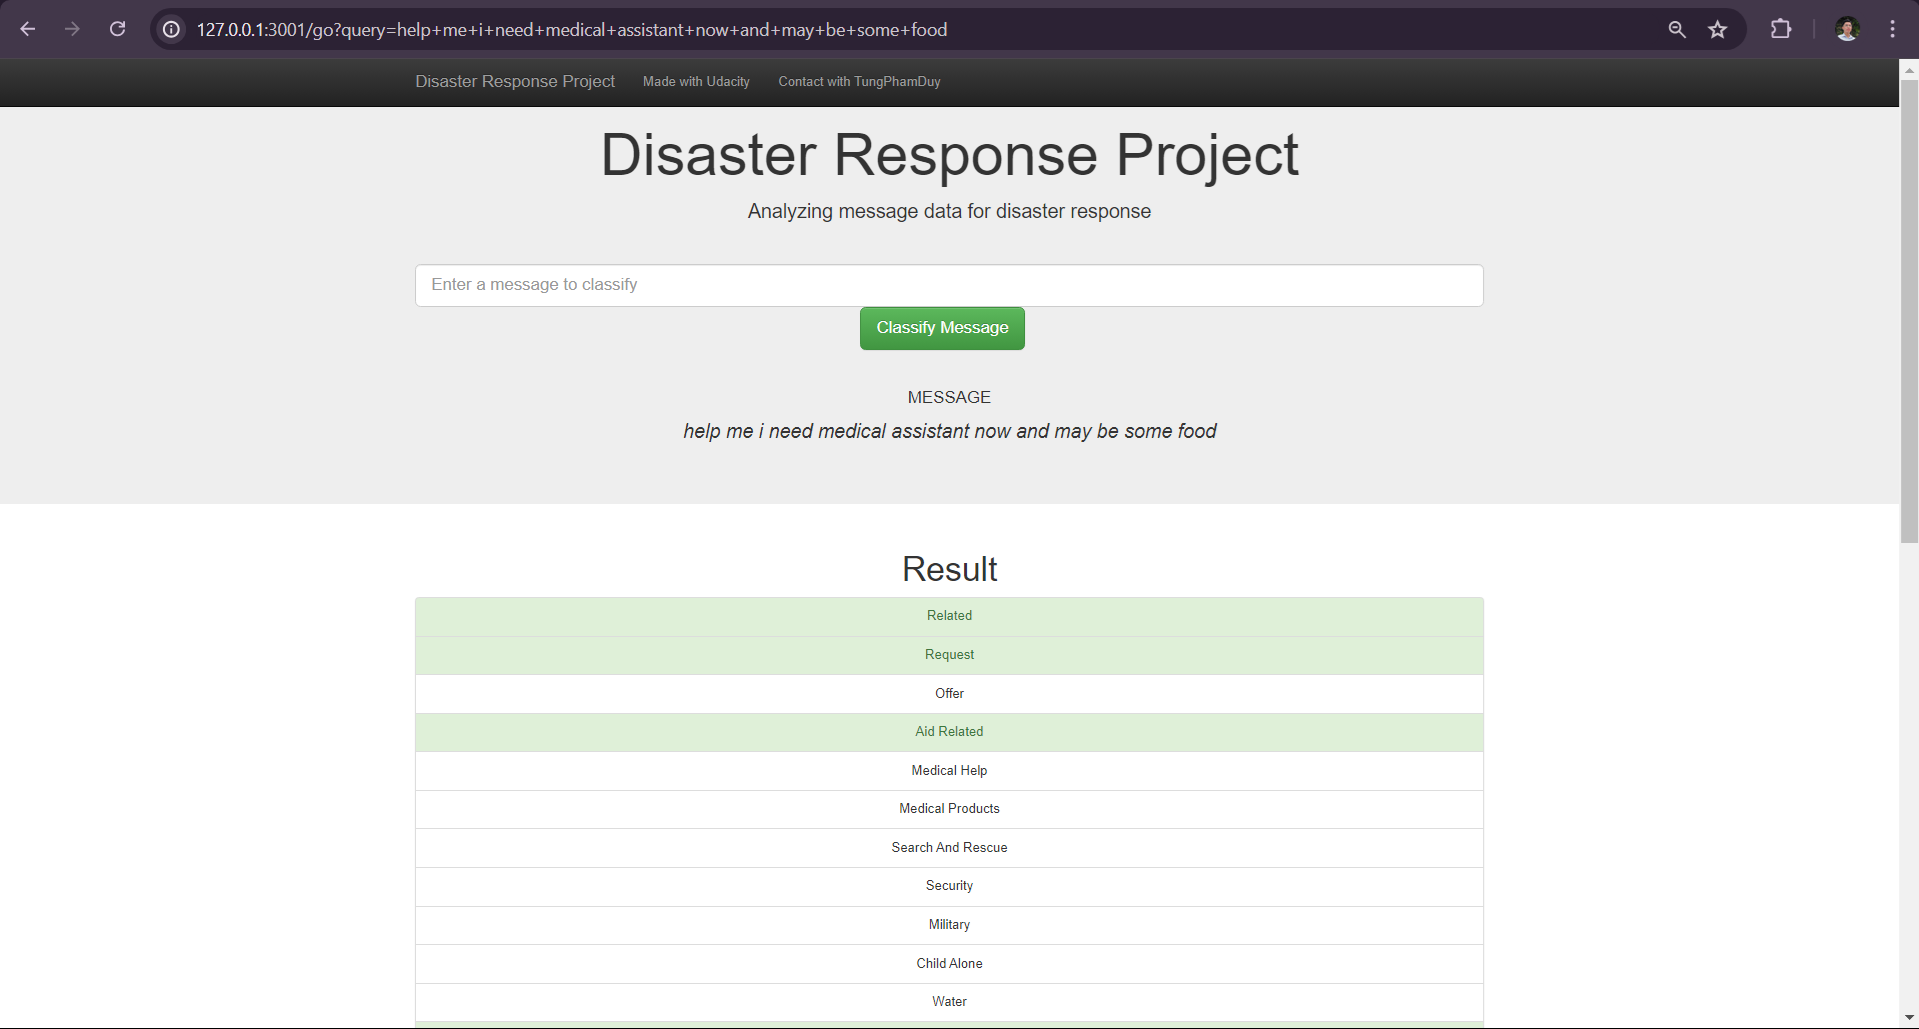 127.0.0.1:3001/go?query=help+me+i+need+medical+assistant+now+and+may+be+some+food
Disaster Response Project Made with Udacity Contact with TungPhamDuy
Disaster Response Project
Analyzing message data for disaster response
Enter a message to classify
Classify Message
MESSAGE
help me i need medical assistant now and may be some food
Result
Related
Request
Offer
Aid Related
Medical Help
Medical Products
Search And Rescue
Security
Military
Child Alone
Water